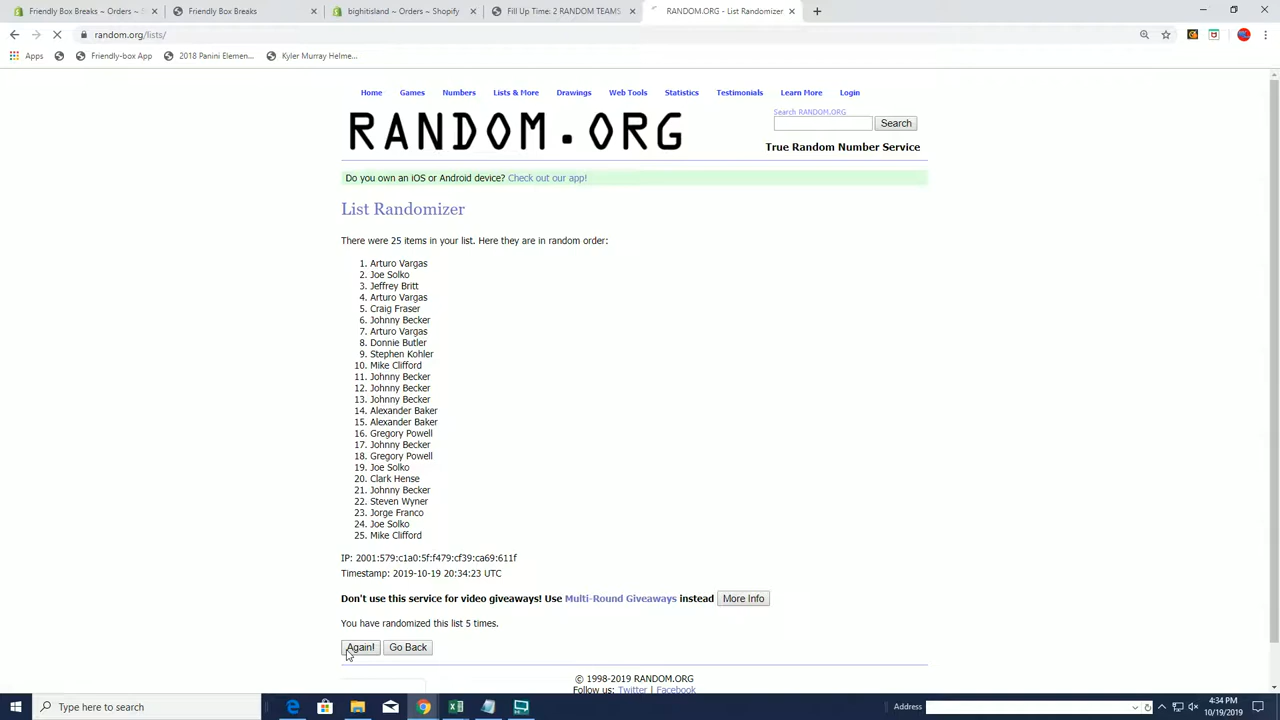 Friendly Box Breaks ~ Orders ~ S
Friendly Box Breaks
bighitsland ~ Orders ~ Shopify
Fill Up Time: 2 RANDOM TEAMS
RANDOM.ORG - List Randomizer
random.org/lists/
Apps
Friendly-box App
2018 Panini Elemen...
Kyler Murray Helme...
Home Games Numbers Lists & More Drawings Web Tools Statistics Testimonials Learn More Login
RANDOM.ORG
Search RANDOM.ORG
Search
True Random Number Service
Do you own an iOS or Android device? Check out our app!
List Randomizer
There were 25 items in your list. Here they are in random order:
1. Arturo Vargas
2. Joe Solko
3. Jeffrey Britt
4. Arturo Vargas
5. Craig Fraser
6. Johnny Becker
7. Arturo Vargas
8. Donnie Butler
9. Stephen Kohler
10. Mike Clifford
11. Johnny Becker
12. Johnny Becker
13. Johnny Becker
14. Alexander Baker
15. Alexander Baker
16. Gregory Powell
17. Johnny Becker
18. Gregory Powell
19. Joe Solko
20. Clark Hense
21. Johnny Becker
22. Steven Wyner
23. Jorge Franco
24. Joe Solko
25. Mike Clifford
IP: 2001:579:c1a0:5f:f479:cf39:ca69:611f
Timestamp: 2019-10-19 20:34:23 UTC
Don't use this service for video giveaways! Use Multi-Round Giveaways instead More Info
You have randomized this list 5 times.
Again! Go Back
© 1998-2019 RANDOM.ORG
Follow us: Twitter | Facebook
Type here to search
Address
4:34 PM
10/19/2019